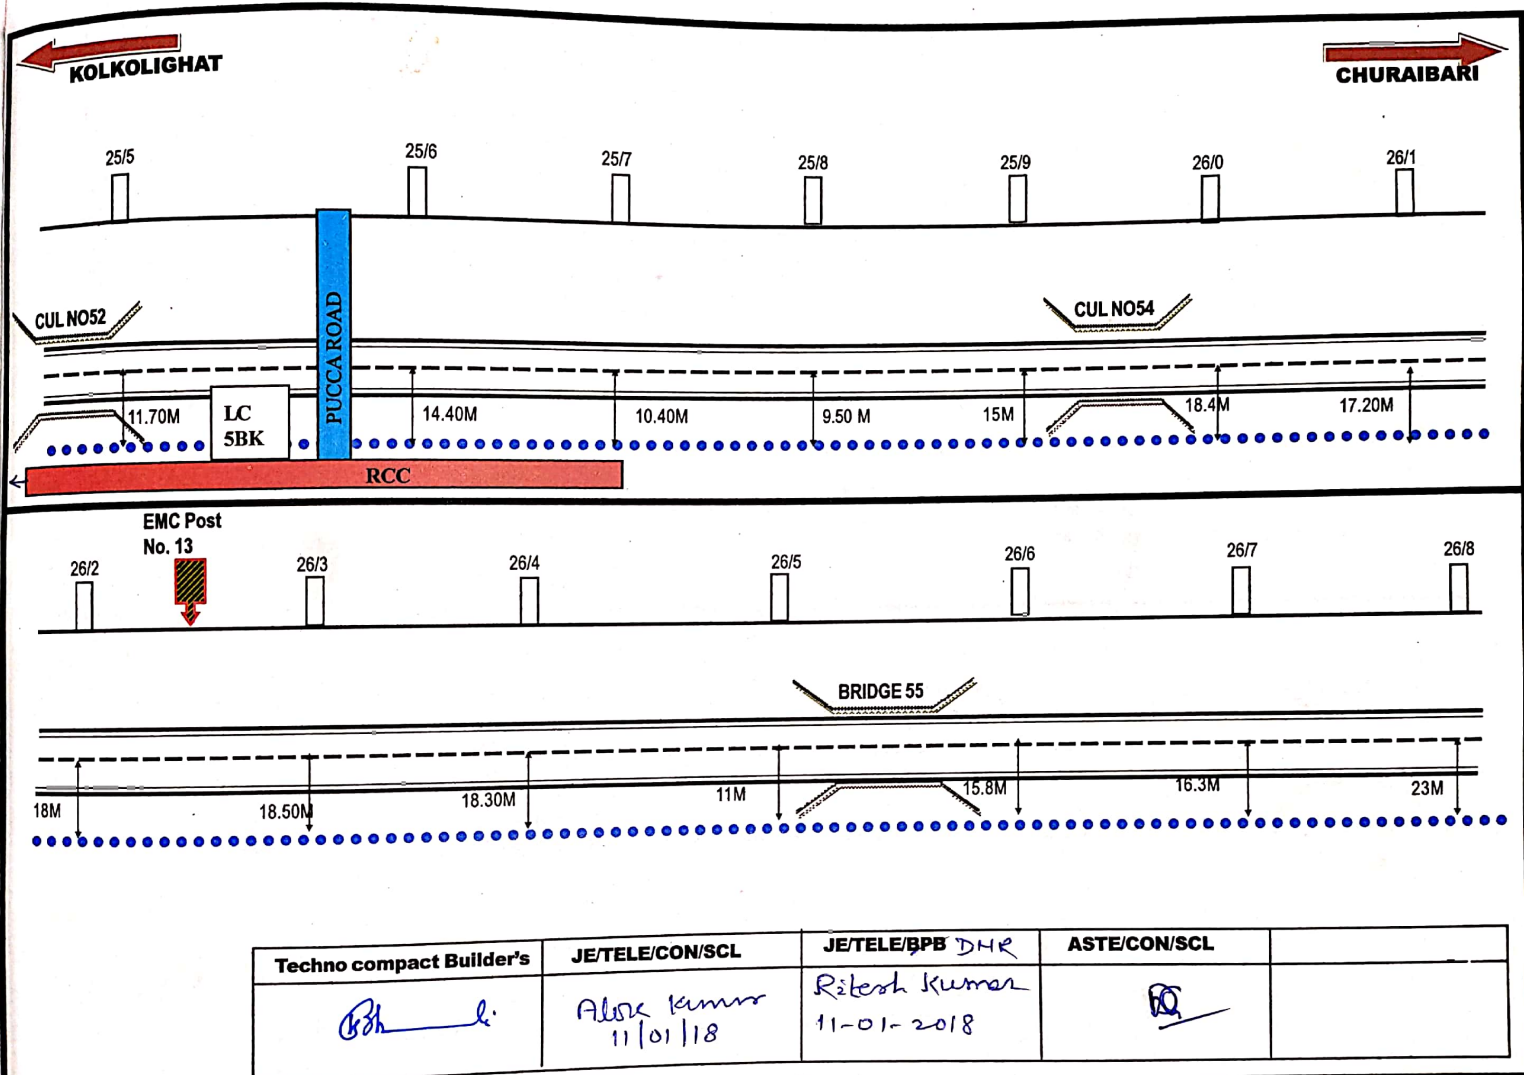 KOLKOLIGHAT
CHURAIBARI
25/5
25/6
25/7
25/8
25/9
26/0
26/1
CUL NO52
PUCCA ROAD
CUL NO54
11.70M
LC
5BK
14.40M
10.40M
9.50 M
15M
18.4M
17.20M
RCC
EMC Post
No. 13
26/2
26/3
26/4
26/5
26/6
26/7
26/8
BRIDGE 55
18M
18.50M
18.30M
11M
15.8M
16.3M
23M
Techno compact Builder's
JE/TELE/CON/SCL
JE/TELE/BPB DHR
ASTE/CON/SCL
Kumar
11/01/18
Ritesh Kumar
11-01-2018